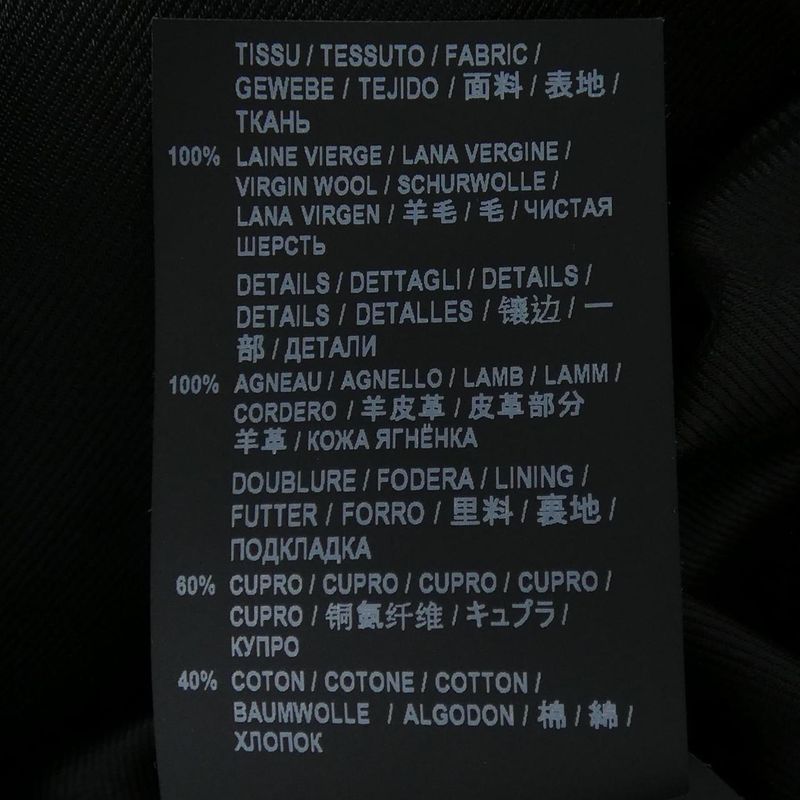 TISSU / TESSUTO / FABRIC /
GEWEBE / TEJIDO / 面料 / 表地 /
ТКАНЬ
100% LAINE VIERGE / LANA VERGINE /
VIRGIN WOOL / SCHURWOLLE /
LANA VIRGEN / 羊毛 / 毛 / ЧИСТАЯ
ШЕРСТЬ
DETAILS / DETTAGLI / DETAILS /
DETAILS / DETALLES / 镶边 / 一
部 / ДЕТАЛИ
100% AGNEAU / AGNELLO / LAMB / LAMM /
CORDERO / 羊皮革 / 皮革部分
羊革 / КОЖА ЯГНЁНКА
DOUBLURE / FODERA / LINING /
FUTTER / FORRO / 里料 / 裏地 /
ПОДКЛАДКА
60% CUPRO / CUPRO / CUPRO / CUPRO /
CUPRO / 铜氨纤维 / キュプラ /
КУПРО
40% COTON / COTONE / COTTON /
BAUMWOLLE / ALGODON / 棉 / 綿 /
ХЛОПОК